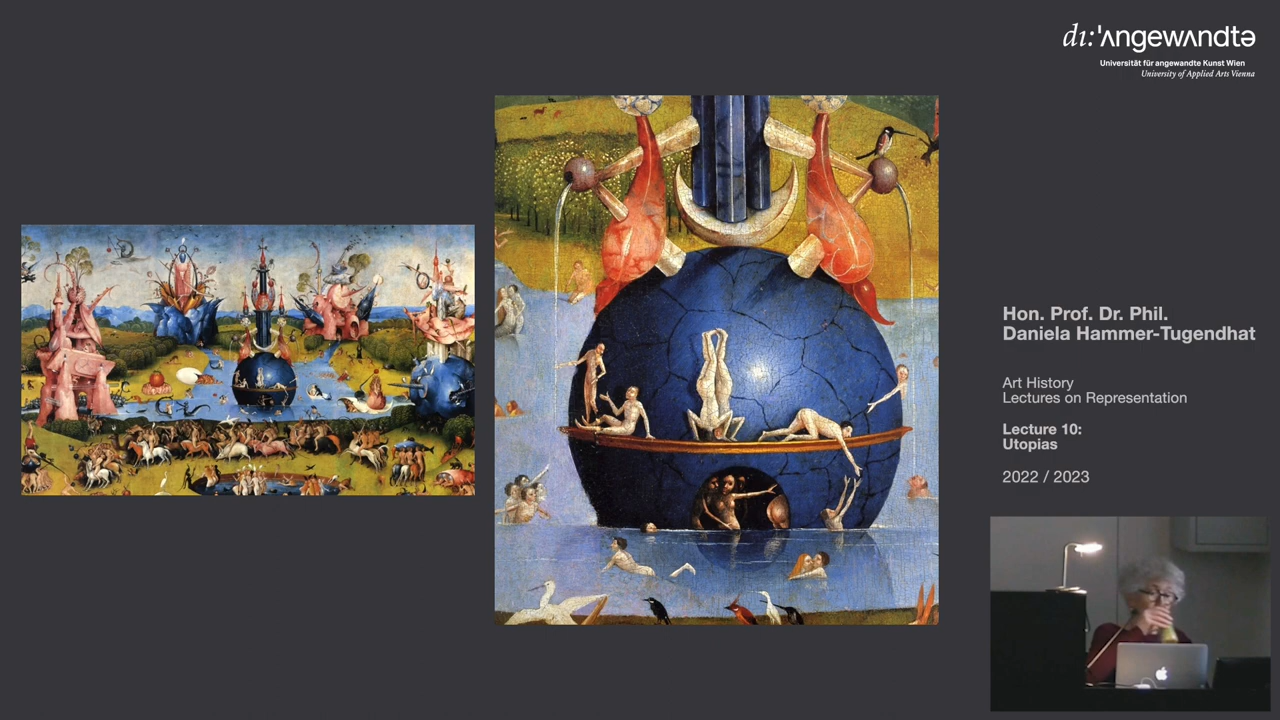 dı:'ʌngewʌndtə
Universität für angewandte Kunst Wien
University of Applied Arts Vienna
Hon. Prof. Dr. Phil.
Daniela Hammer-Tugendhat
Art History
Lectures on Representation
Lecture 10:
Utopias
2022 / 2023